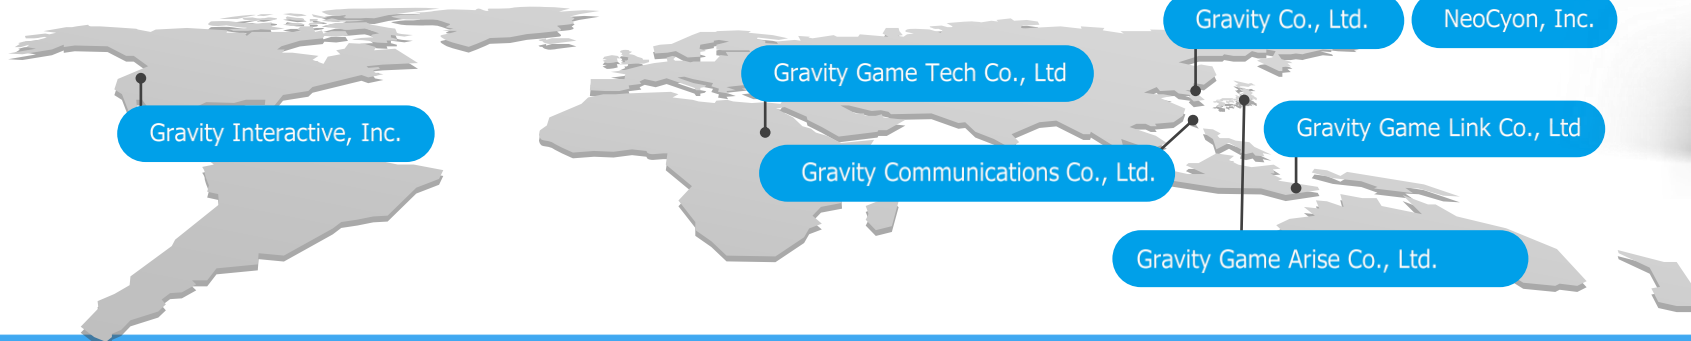 Gravity Co., Ltd.
NeoCyon, Inc.
Gravity Game Tech Co., Ltd
Gravity Interactive, Inc.
Gravity Game Link Co., Ltd
Gravity Communications Co., Ltd.
Gravity Game Arise Co., Ltd.